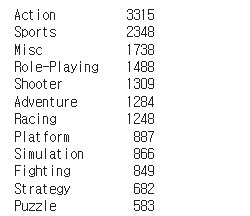 Action 3315
Sports 2348
Misc 1738
Role-Playing 1488
Shooter 1309
Adventure 1284
Racing 1248
Platform 887
Simulation 866
Fighting 849
Strategy 682
Puzzle 583